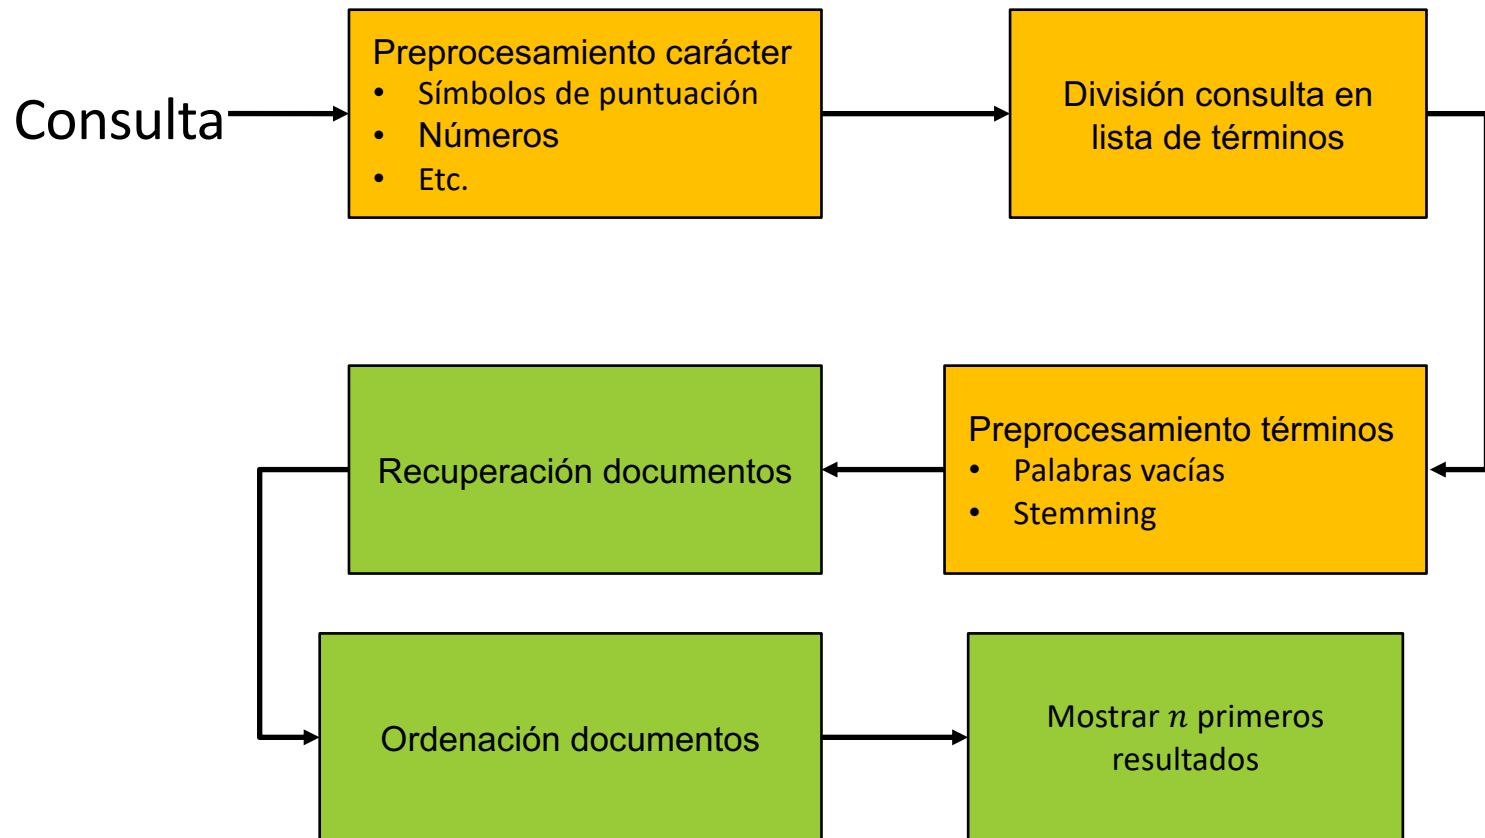 Consulta
Preprocesamiento carácter
• Símbolos de puntuación
• Números
• Etc.
División consulta en
lista de términos
Preprocesamiento términos
• Palabras vacías
• Stemming
Recuperación documentos
Ordenación documentos
Mostrar n primeros
resultados